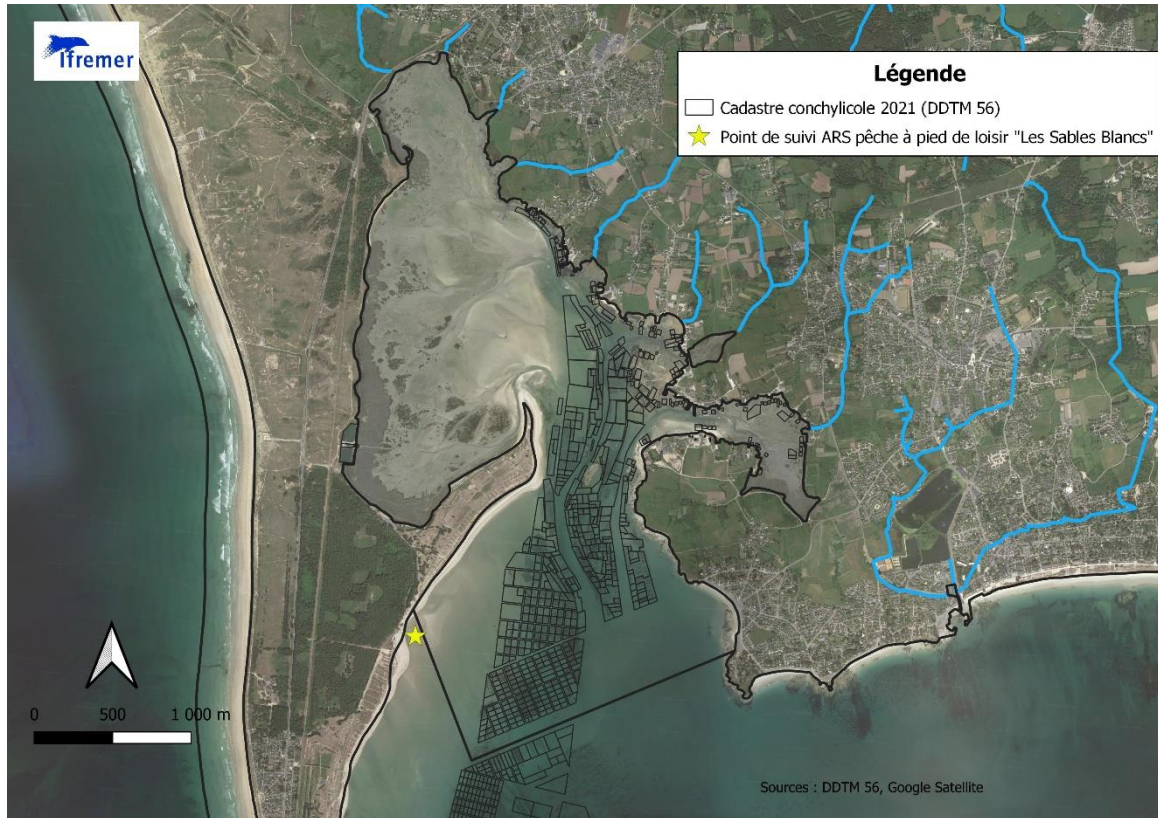 Ifremer
Légende
Cadastre conchylicole 2021 (DDTM 56)
Point de suivi ARS pêche à pied de loisir "Les Sables Blancs"
0 500 1 000 m
Sources : DDTM 56, Google Satellite